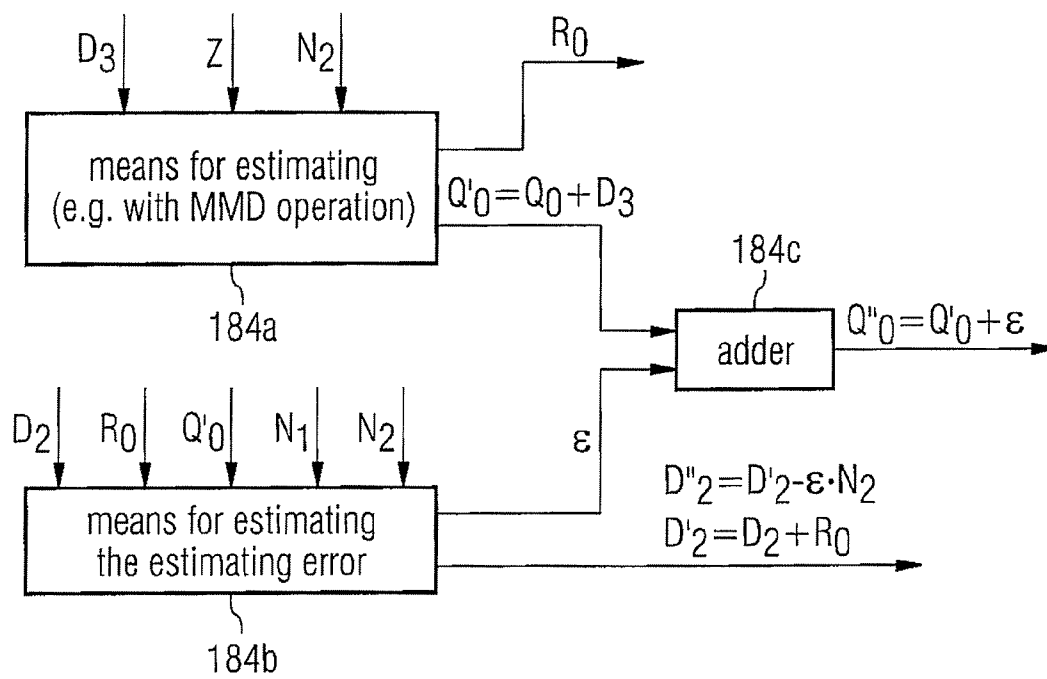 D3 Z N2 R0
means for estimating
(e.g. with MMD operation)
Q'0=Q0+D3
184a
184c
adder
Q"0=Q'0+ε
D2 R0 Q'0 N1 N2
ε
means for estimating
the estimating error
D"2=D'2-ε·N2
D'2=D2+R0
184b